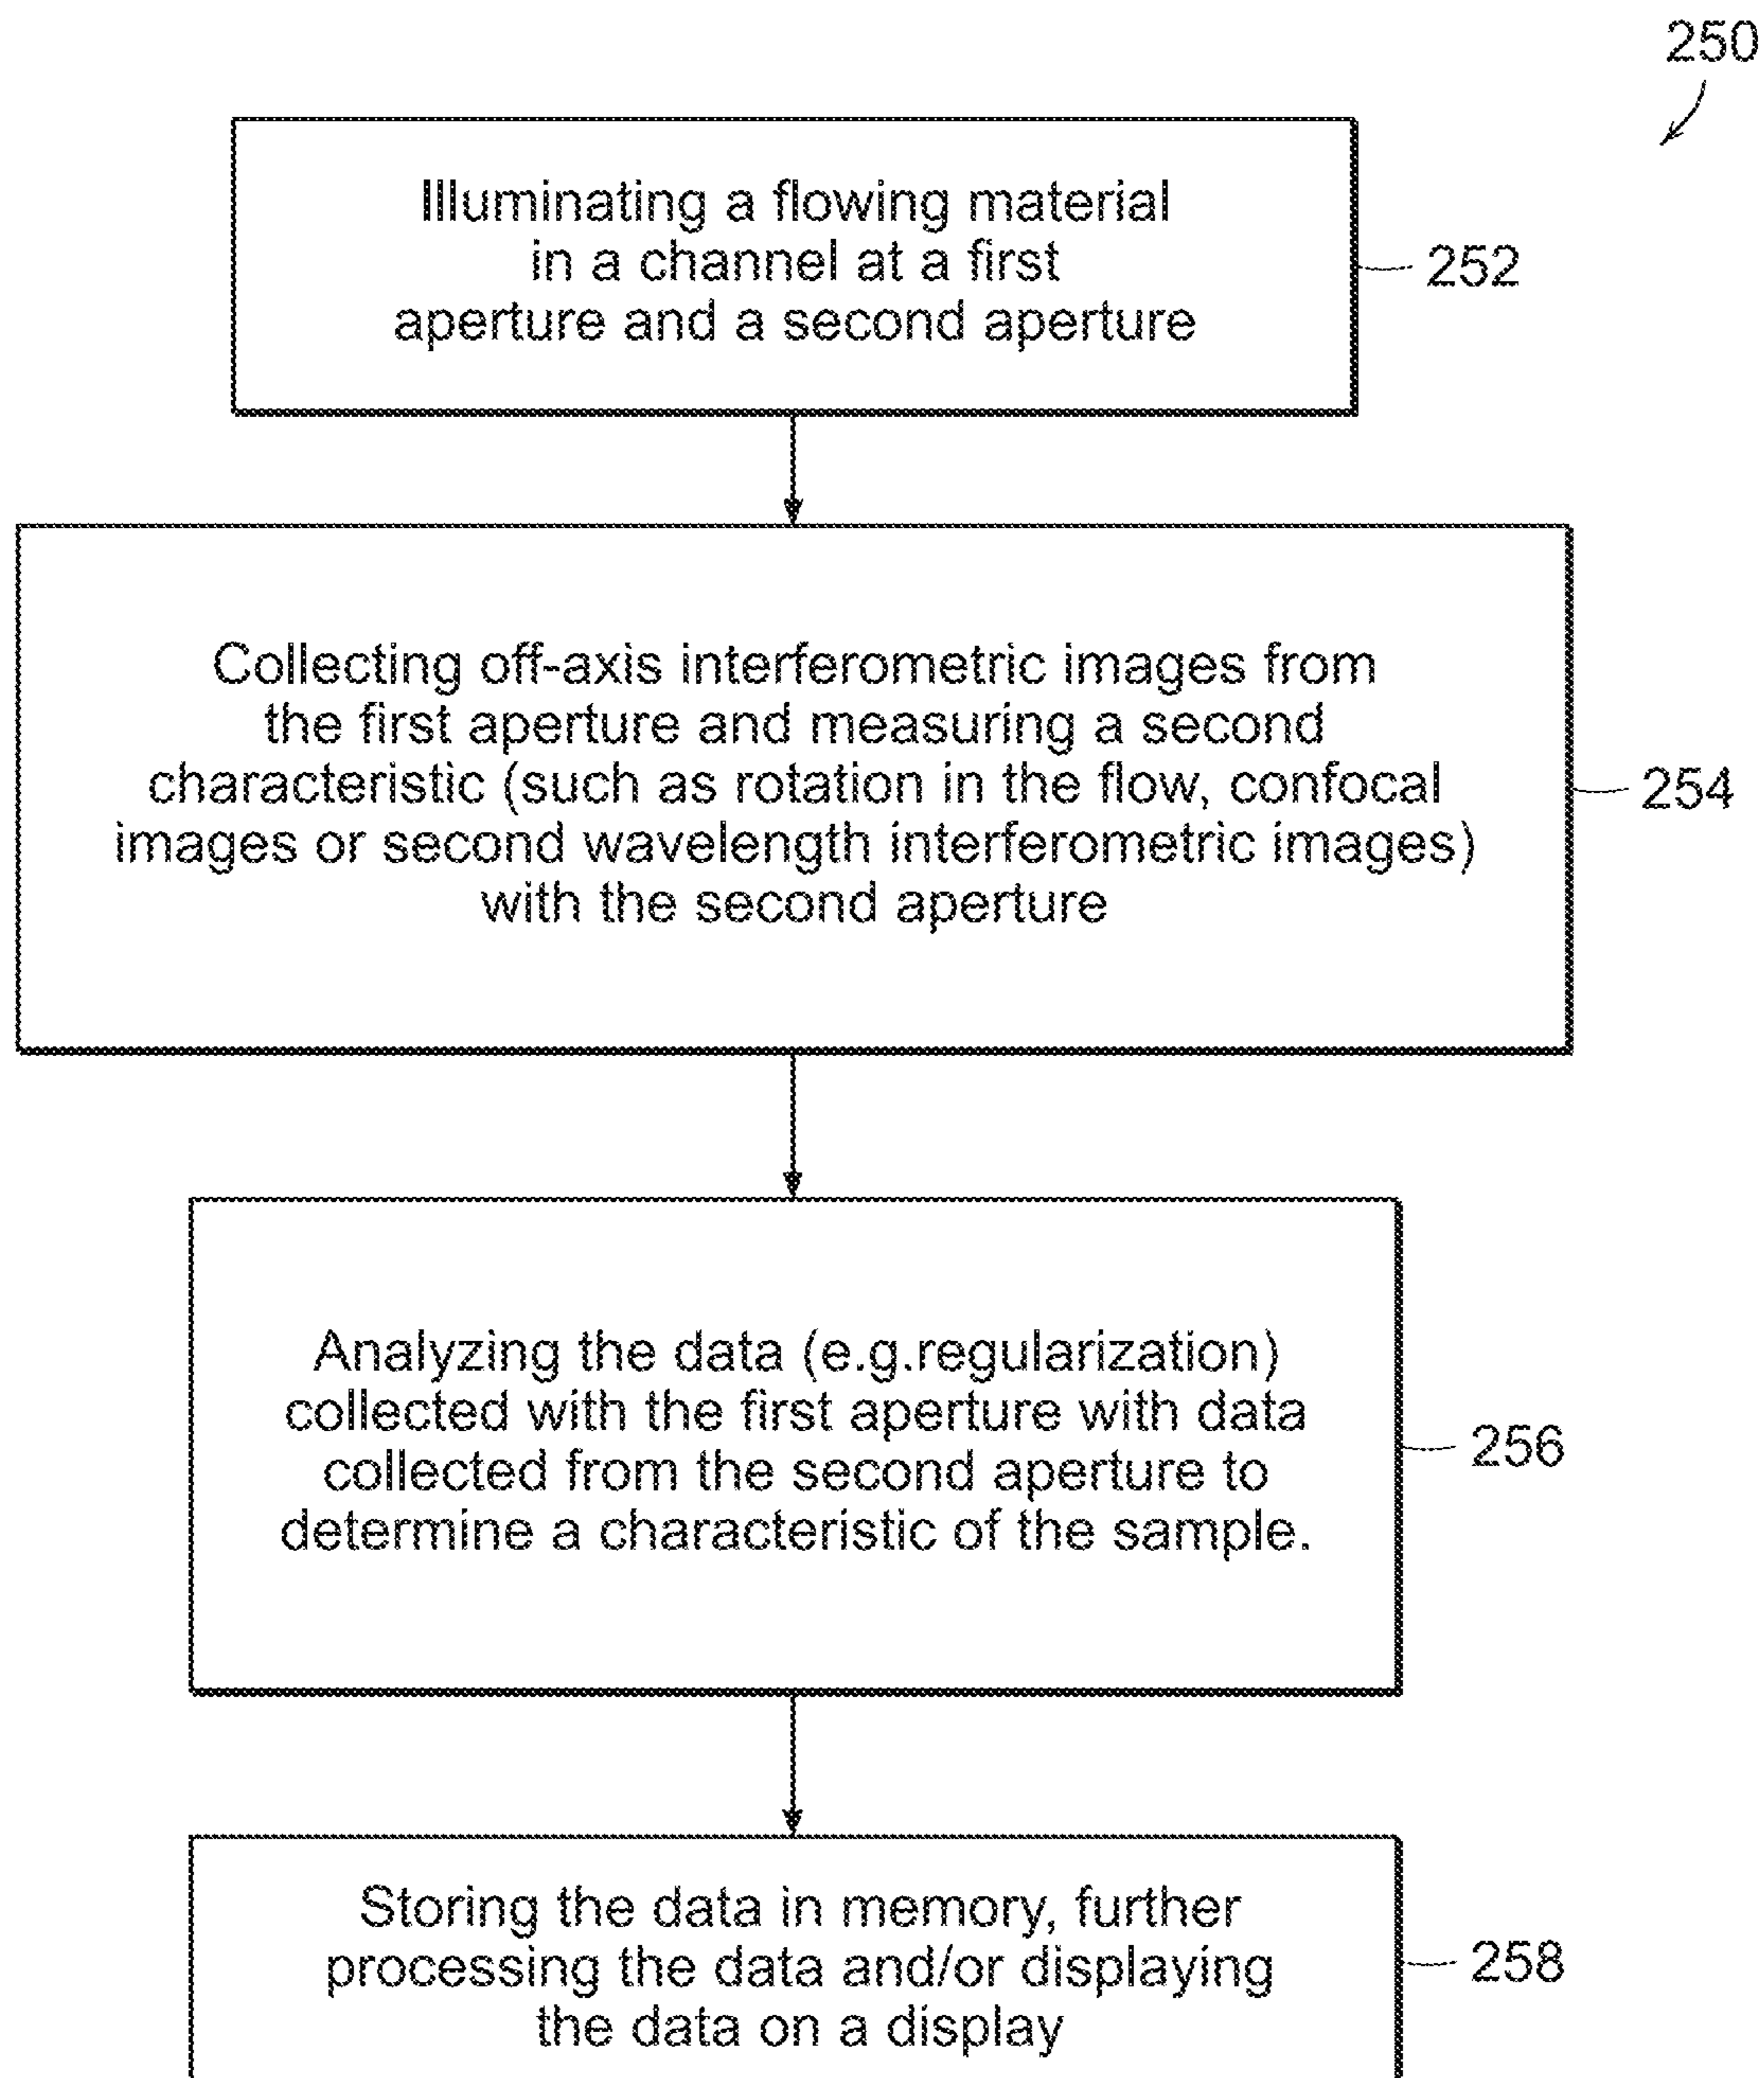 250
Illuminating a flowing material
in a channel at a first
aperture and a second aperture
252
Collecting off-axis interferometric images from
the first aperture and measuring a second
characteristic (such as rotation in the flow, confocal
images or second wavelength interferometric images)
with the second aperture
254
Analyzing the data (e.g.regularization)
collected with the first aperture with data
collected from the second aperture to
determine a characteristic of the sample.
256
Storing the data in memory, further
processing the data and/or displaying
the data on a display
258